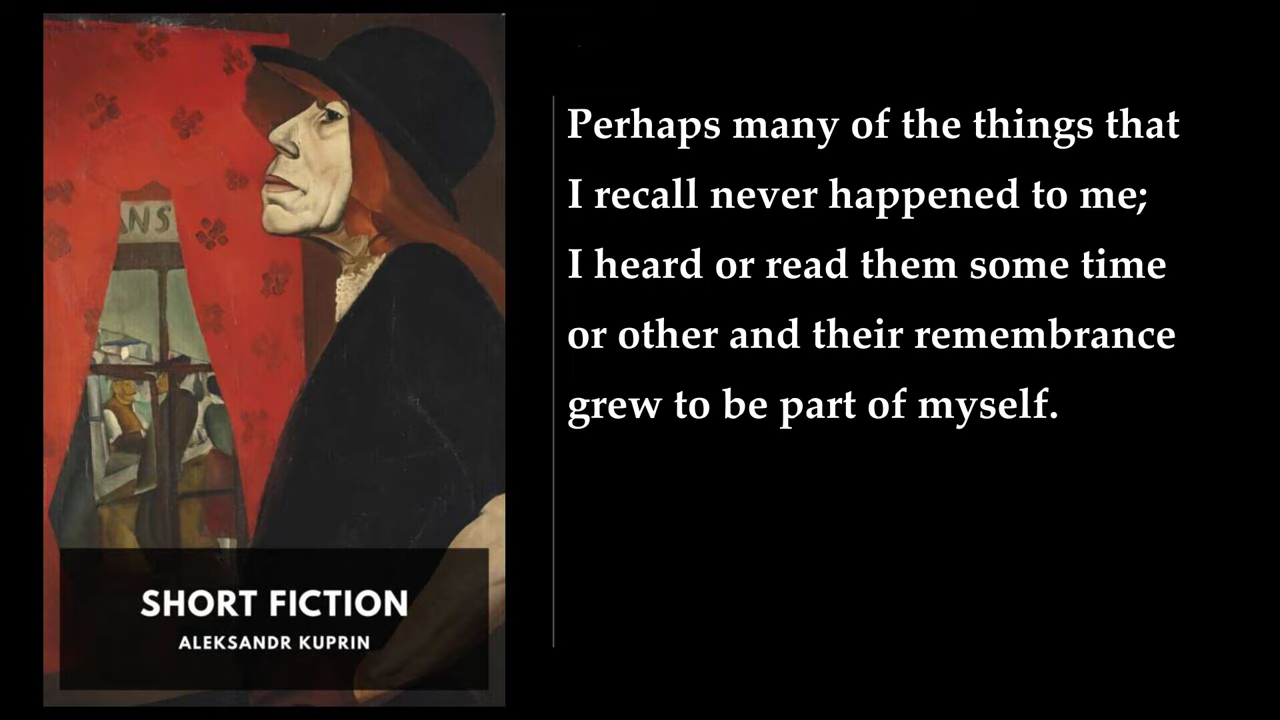 ANS
SHORT FICTION
ALEKSANDR KUPRIN
Perhaps many of the things that
I recall never happened to me;
I heard or read them some time
or other and their remembrance
grew to be part of myself.